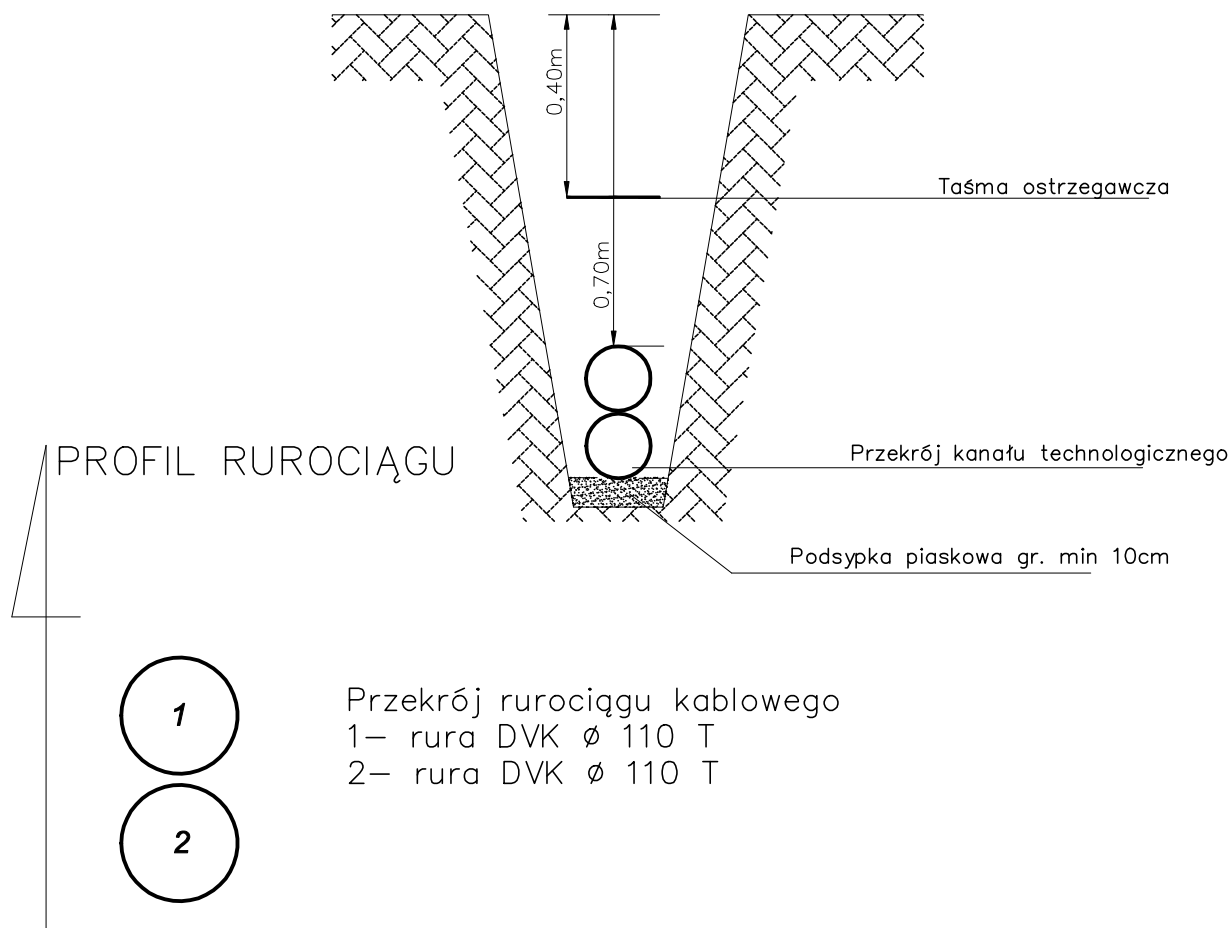 0,40m
Taśma ostrzegawcza
0,70m
PROFIL RUROCIĄGU
Przekrój kanału technologicznego
Podsypka piaskowa gr. min 10cm
1
Przekrój rurociągu kablowego
1– rura DVK ø 110 T
2– rura DVK ø 110 T
2